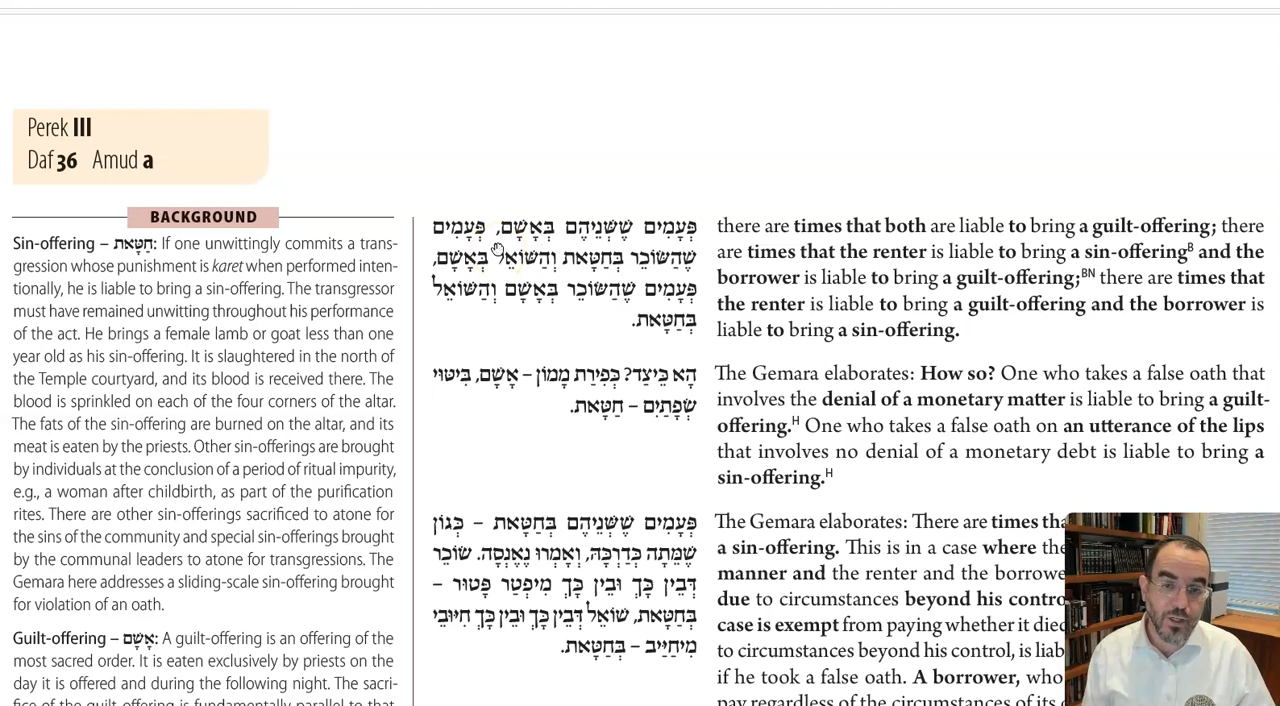 Perek III
Daf 36 Amud a
BACKGROUND
Sin-offering – חַטָּאת: If one unwittingly commits a trans-
gression whose punishment is karet when performed inten-
tionally, he is liable to bring a sin-offering. The transgressor
must have remained unwitting throughout his performance
of the act. He brings a female lamb or goat less than one
year old as his sin-offering. It is slaughtered in the north of
the Temple courtyard, and its blood is received there. The
blood is sprinkled on each of the four corners of the altar.
The fats of the sin-offering are burned on the altar, and its
meat is eaten by the priests. Other sin-offerings are brought
by individuals at the conclusion of a period of ritual impurity,
e.g., a woman after childbirth, as part of the purification
rites. There are other sin-offerings sacrificed to atone for
the sins of the community and special sin-offerings brought
by the communal leaders to atone for transgressions. The
Gemara here addresses a sliding-scale sin-offering brought
for violation of an oath.
Guilt-offering – אָשָׁם: A guilt-offering is an offering of the
most sacred order. It is eaten exclusively by priests on the
day it is offered and during the following night. The sacri-
fice of the guilt-offering is fundamentally parallel to that
פְּעָמִים שֶׁשְּׁנֵיהֶם בְּאָשָׁם, פְּעָמִים
שֶׁהַשּׂוֹכֵר בְּחַטָּאת וְהַשּׁוֹאֵל בְּאָשָׁם,
פְּעָמִים שֶׁהַשּׂוֹכֵר בְּאָשָׁם וְהַשּׁוֹאֵל
בְּחַטָּאת.
הָא כֵּיצַד? כְּפִירַת מָמוֹן – אָשָׁם, בִּיטּוּי
שְׂפָתַיִם – חַטָּאת.
פְּעָמִים שֶׁשְּׁנֵיהֶם בְּחַטָּאת – כְּגוֹן
שֶׁמֵּתָה כְּדַרְכָּהּ, וְאָמְרוּ נֶאֶנְסָה. שׂוֹכֵר
דְּבֵין כָּךְ וּבֵין כָּךְ מִיפְטַר פָּטוּר –
בְּחַטָּאת, שׁוֹאֵל דְּבֵין כָּךְ וּבֵין כָּךְ חִיּוּבֵי
מִיחַיַּיב – בְּחַטָּאת.
there are times that both are liable to bring a guilt-offering; there
are times that the renter is liable to bring a sin-offeringᴮ and the
borrower is liable to bring a guilt-offering;ᴮᴺ there are times that
the renter is liable to bring a guilt-offering and the borrower is
liable to bring a sin-offering.
The Gemara elaborates: How so? One who takes a false oath that
involves the denial of a monetary matter is liable to bring a guilt-
offering.ᴴ One who takes a false oath on an utterance of the lips
that involves no denial of a monetary debt is liable to bring a
sin-offering.ᴴ
The Gemara elaborates: There are times tha
a sin-offering. This is in a case where the
manner and the renter and the borrowe
due to circumstances beyond his contro
case is exempt from paying whether it died
to circumstances beyond his control, is liab
if he took a false oath. A borrower, who
pay regardless of the circumstances of its